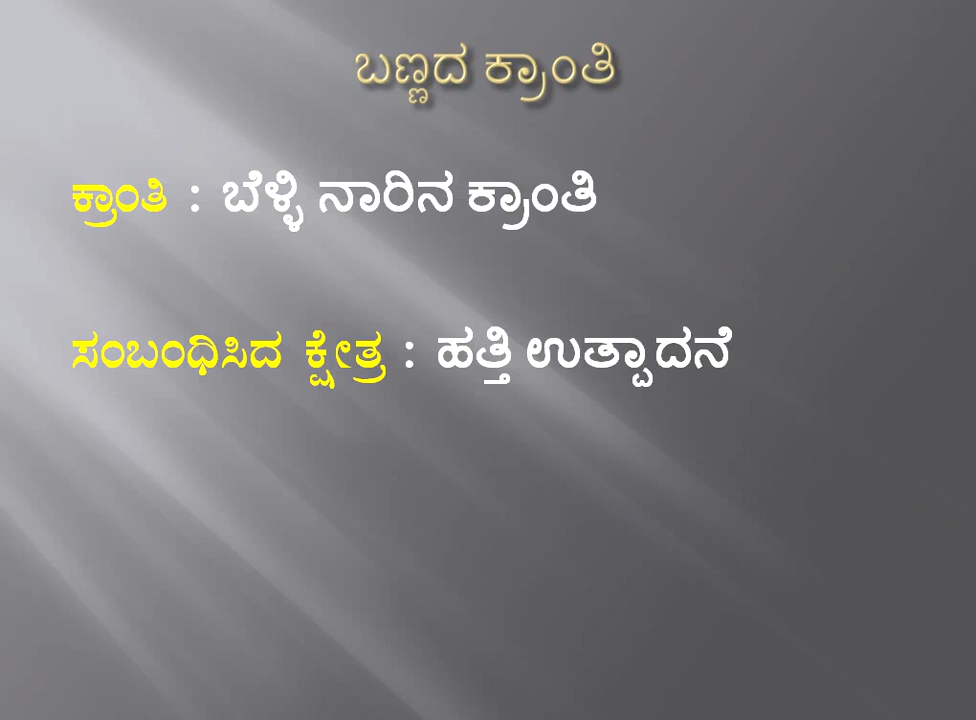 ಬಣ್ಣದ ಕ್ರಾಂತಿ
ಕ್ರಾಂತಿ : ಬೆಳ್ಳಿ ನಾರಿನ ಕ್ರಾಂತಿ
ಸಂಬಂಧಿಸಿದ ಕ್ಷೇತ್ರ : ಹತ್ತಿ ಉತ್ಪಾದನೆ